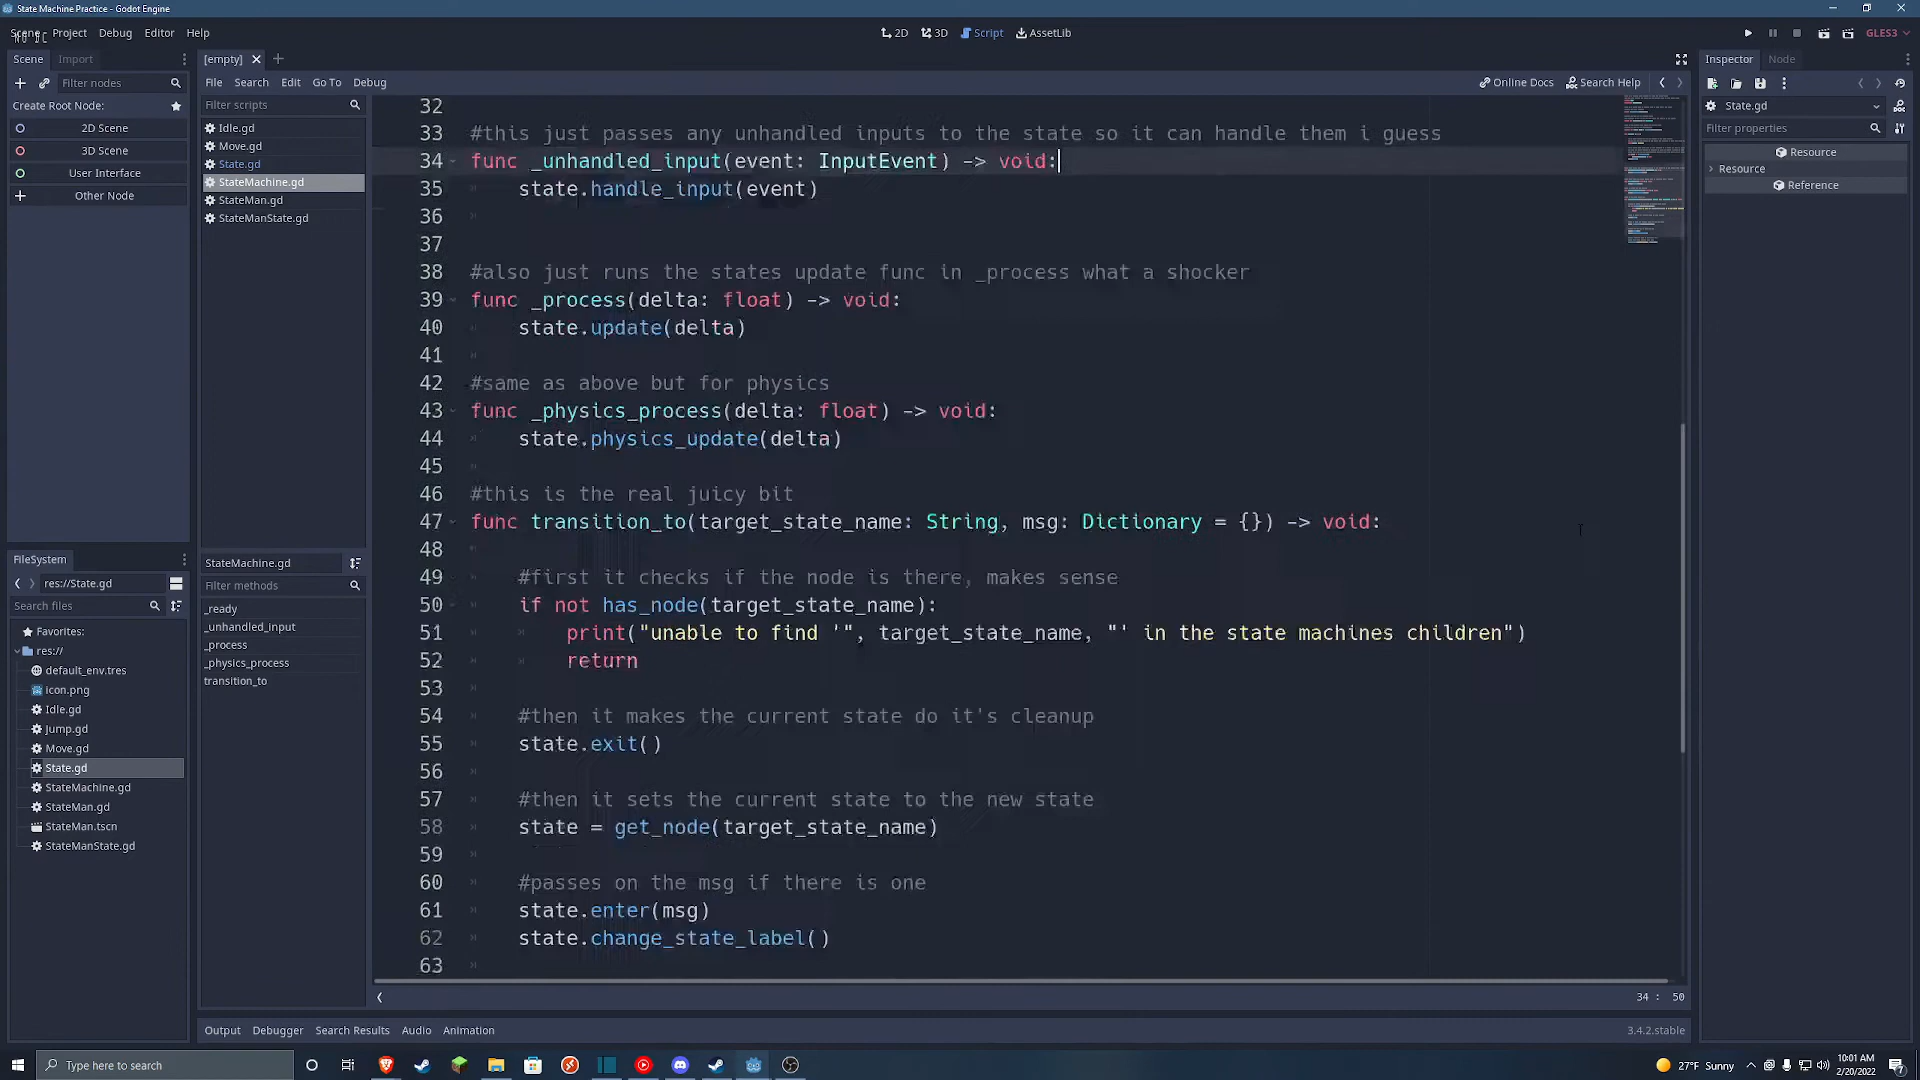 State Machine Practice - Godot Engine
Scene Project Debug Editor Help
2D 3D Script AssetLib
GLES3
Scene Import
[empty]
Inspector Node
Filter nodes
File Search Edit Go To Debug
Online Docs Search Help
Create Root Node:
2D Scene
3D Scene
User Interface
Other Node
Filter scripts
Idle.gd
Move.gd
State.gd
StateMachine.gd
StateMan.gd
StateManState.gd
StateMachine.gd
Filter methods
_ready
_unhandled_input
_process
_physics_process
transition_to
FileSystem
res://State.gd
Search files
Favorites:
res://
default_env.tres
icon.png
Idle.gd
Jump.gd
Move.gd
State.gd
StateMachine.gd
StateMan.gd
StateMan.tscn
StateManState.gd
32
33 #this just passes any unhandled inputs to the state so it can handle them i guess
34 func _unhandled_input(event: InputEvent) -> void:
35 state.handle_input(event)
36
37
38 #also just runs the states update func in _process what a shocker
39 func _process(delta: float) -> void:
40 state.update(delta)
41
42 #same as above but for physics
43 func _physics_process(delta: float) -> void:
44 state.physics_update(delta)
45
46 #this is the real juicy bit
47 func transition_to(target_state_name: String, msg: Dictionary = {}) -> void:
48
49 #first it checks if the node is there, makes sense
50 if not has_node(target_state_name):
51 print("unable to find '", target_state_name, "' in the state machines children")
52 return
53
54 #then it makes the current state do it's cleanup
55 state.exit()
56
57 #then it sets the current state to the new state
58 state = get_node(target_state_name)
59
60 #passes on the msg if there is one
61 state.enter(msg)
62 state.change_state_label()
63
34 : 50
State.gd
Filter properties
Resource
Resource
Reference
Output Debugger Search Results Audio Animation
3.4.2.stable
Type here to search
27°F Sunny
10:01 AM
2/20/2022